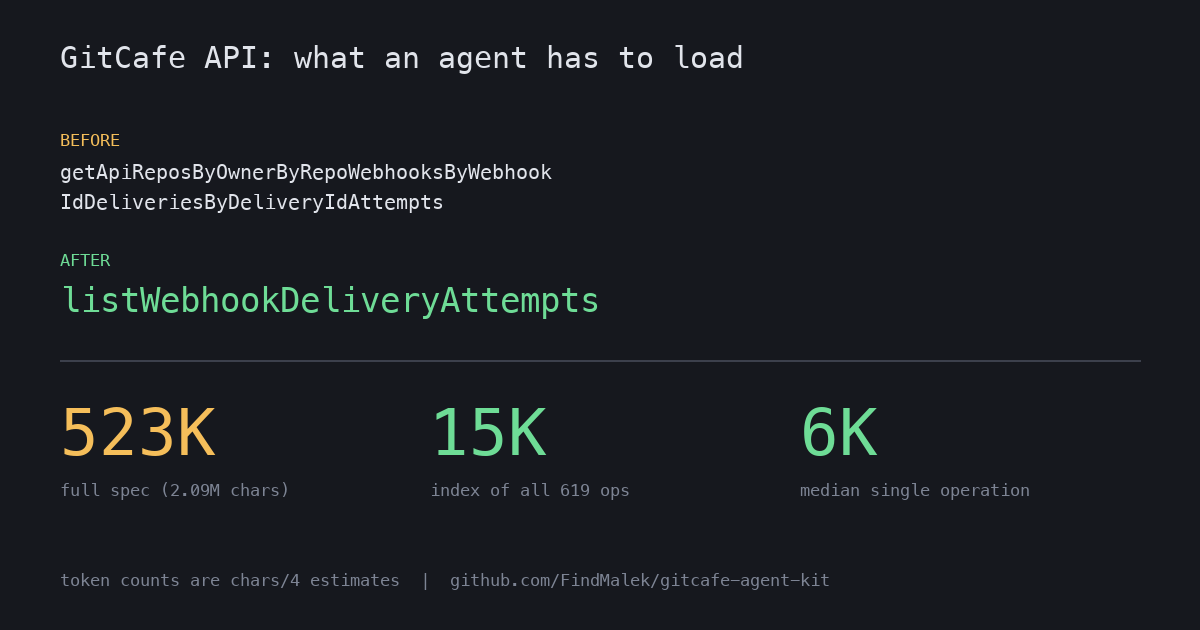 GitCafe API: what an agent has to load
BEFORE
getApiReposByOwnerByRepoWebhooksByWebhook
IdDeliveriesByDeliveryIdAttempts
AFTER
listWebhookDeliveryAttempts
523K 15K 6K
full spec (2.09M chars) index of all 619 ops median single operation
token counts are chars/4 estimates | github.com/FindMalek/gitcafe-agent-kit